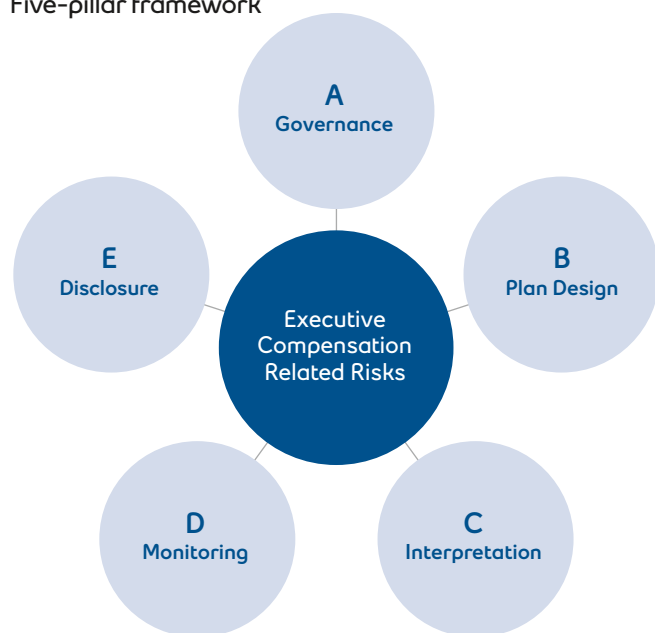 Five-pillar framework
A
Governance
B
Plan Design
C
Interpretation
D
Monitoring
E
Disclosure
Executive
Compensation
Related Risks